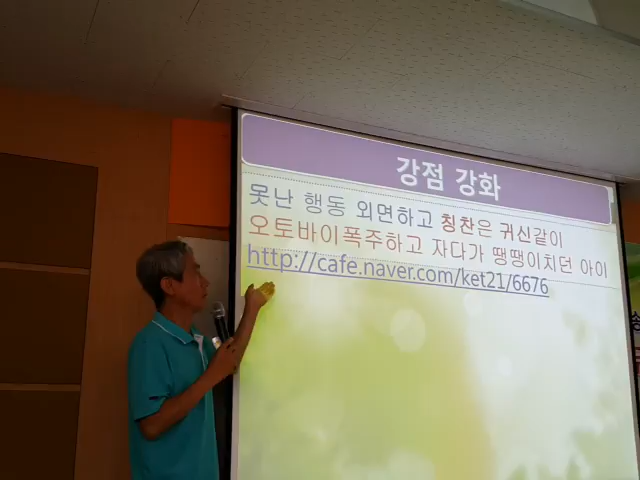 강점 강화
못난 행동 외면하고 칭찬은 귀신같이
오토바이폭주하고 자다가 땡땡이치던 아이
http://cafe.naver.com/ket21/6676